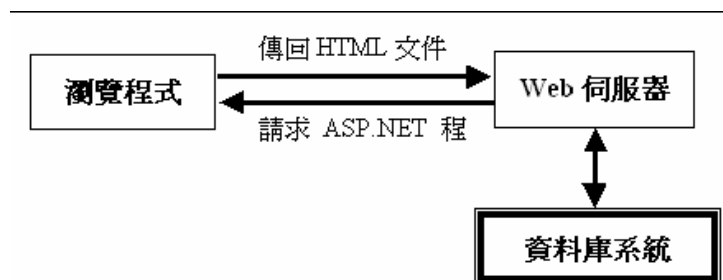 傳回 HTML 文件
瀏覽程式
Web 伺服器
請求 ASP.NET 程
資料庫系統